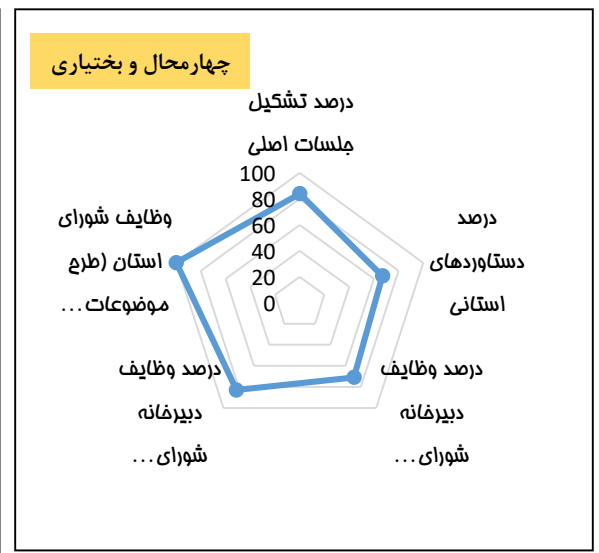 چهارمحال و بختیاری
درصد تشکیل
جلسات اصلی
100
80
60
40
20
0
درصد
دستاوردهای
استانی
درصد وظایف
دبیرخانه
شورای...
درصد وظایف
دبیرخانه
شورای...
وظایف شورای
استان (طرح
موضوعات...